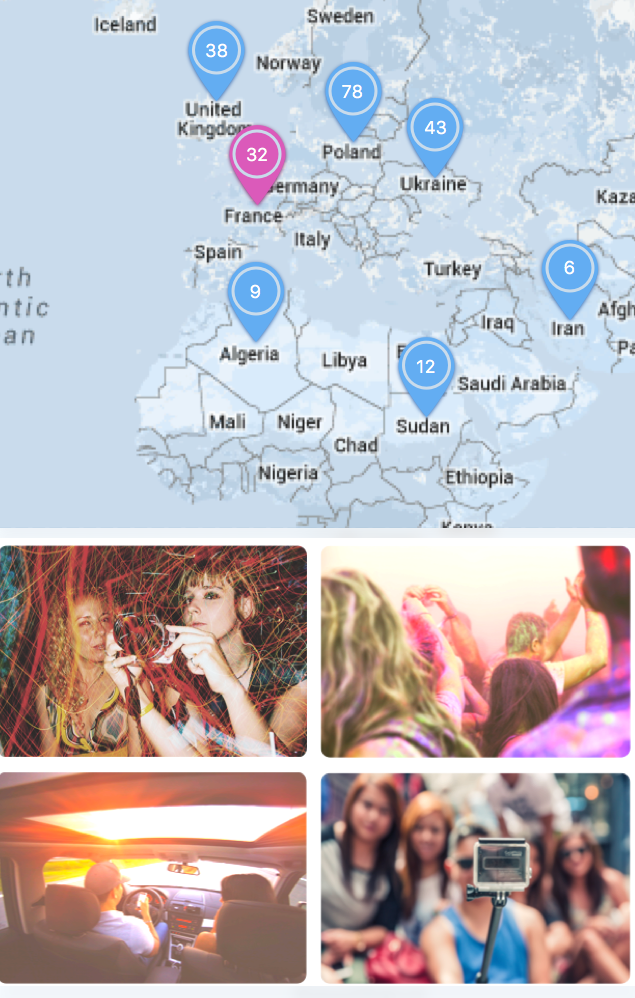 Iceland
Sweden
38
Norway
78
United
Kingdom
43
32
Poland
Germany
Ukraine
France
Kaza
Spain
Italy
6
Turkey
rth
ntic
an
9
Iraq
Iran
Afgh
Algeria
Libya
E
12
Pa
Saudi Arabia
Mali
Niger
Sudan
Chad
Nigeria
Ethiopia
Kenya